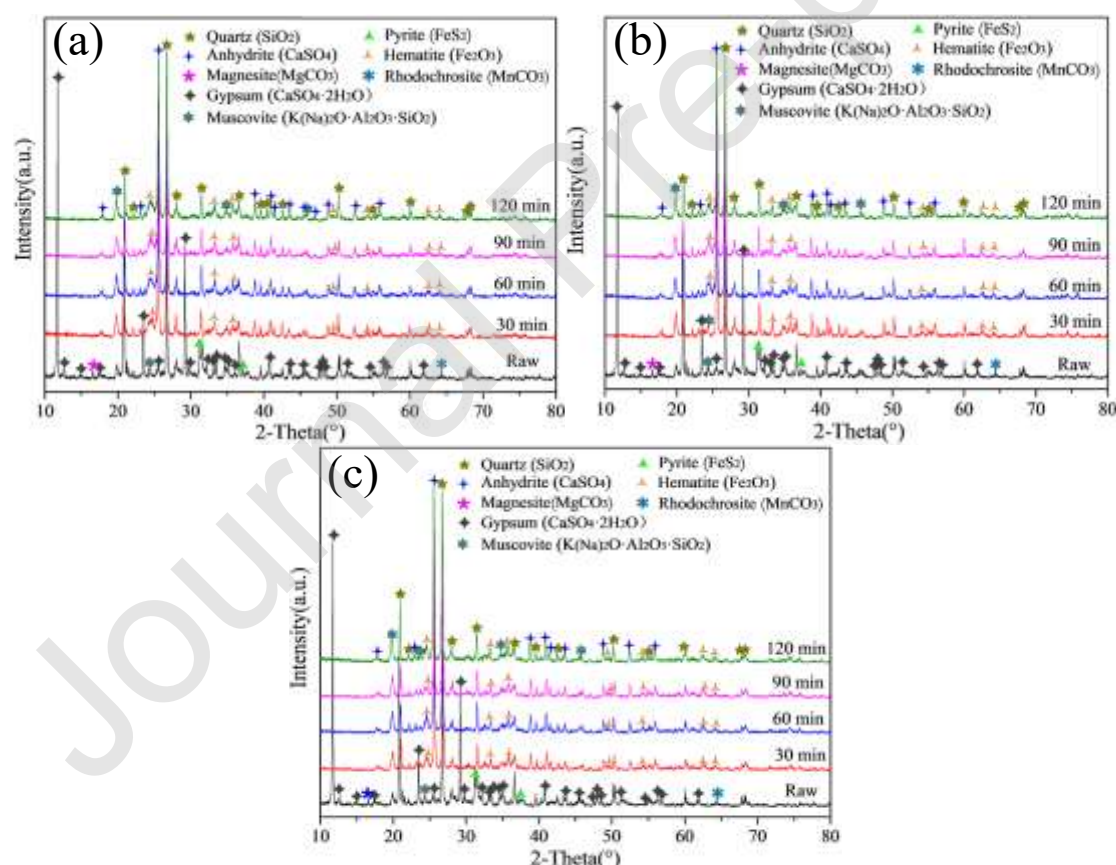 (a)
Quartz (SiO2)
Pyrite (FeS2)
Anhydrite (CaSO4)
Hematite (Fe2O3)
Magnesite(MgCO3)
Rhodochrosite (MnCO3)
Gypsum (CaSO4·2H2O)
Muscovite (K(Na)2O·Al2O3·SiO2)
Intensity(a.u.)
120 min
90 min
60 min
30 min
Raw
10 20 30 40 50 60 70 80
2-Theta(°)
(b)
Quartz (SiO2)
Pyrite (FeS2)
Anhydrite (CaSO4)
Hematite (Fe2O3)
Magnesite(MgCO3)
Rhodochrosite (MnCO3)
Gypsum (CaSO4·2H2O)
Muscovite (K(Na)2O·Al2O3·SiO2)
Intensity(a.u.)
120 min
90 min
60 min
30 min
Raw
10 20 30 40 50 60 70 80
2-Theta(°)
(c)
Quartz (SiO2)
Pyrite (FeS2)
Anhydrite (CaSO4)
Hematite (Fe2O3)
Magnesite(MgCO3)
Rhodochrosite (MnCO3)
Gypsum (CaSO4·2H2O)
Muscovite (K(Na)2O·Al2O3·SiO2)
Intensity(a.u.)
120 min
90 min
60 min
30 min
Raw
10 20 30 40 50 60 70 80
2-Theta(°)
Journal Pre